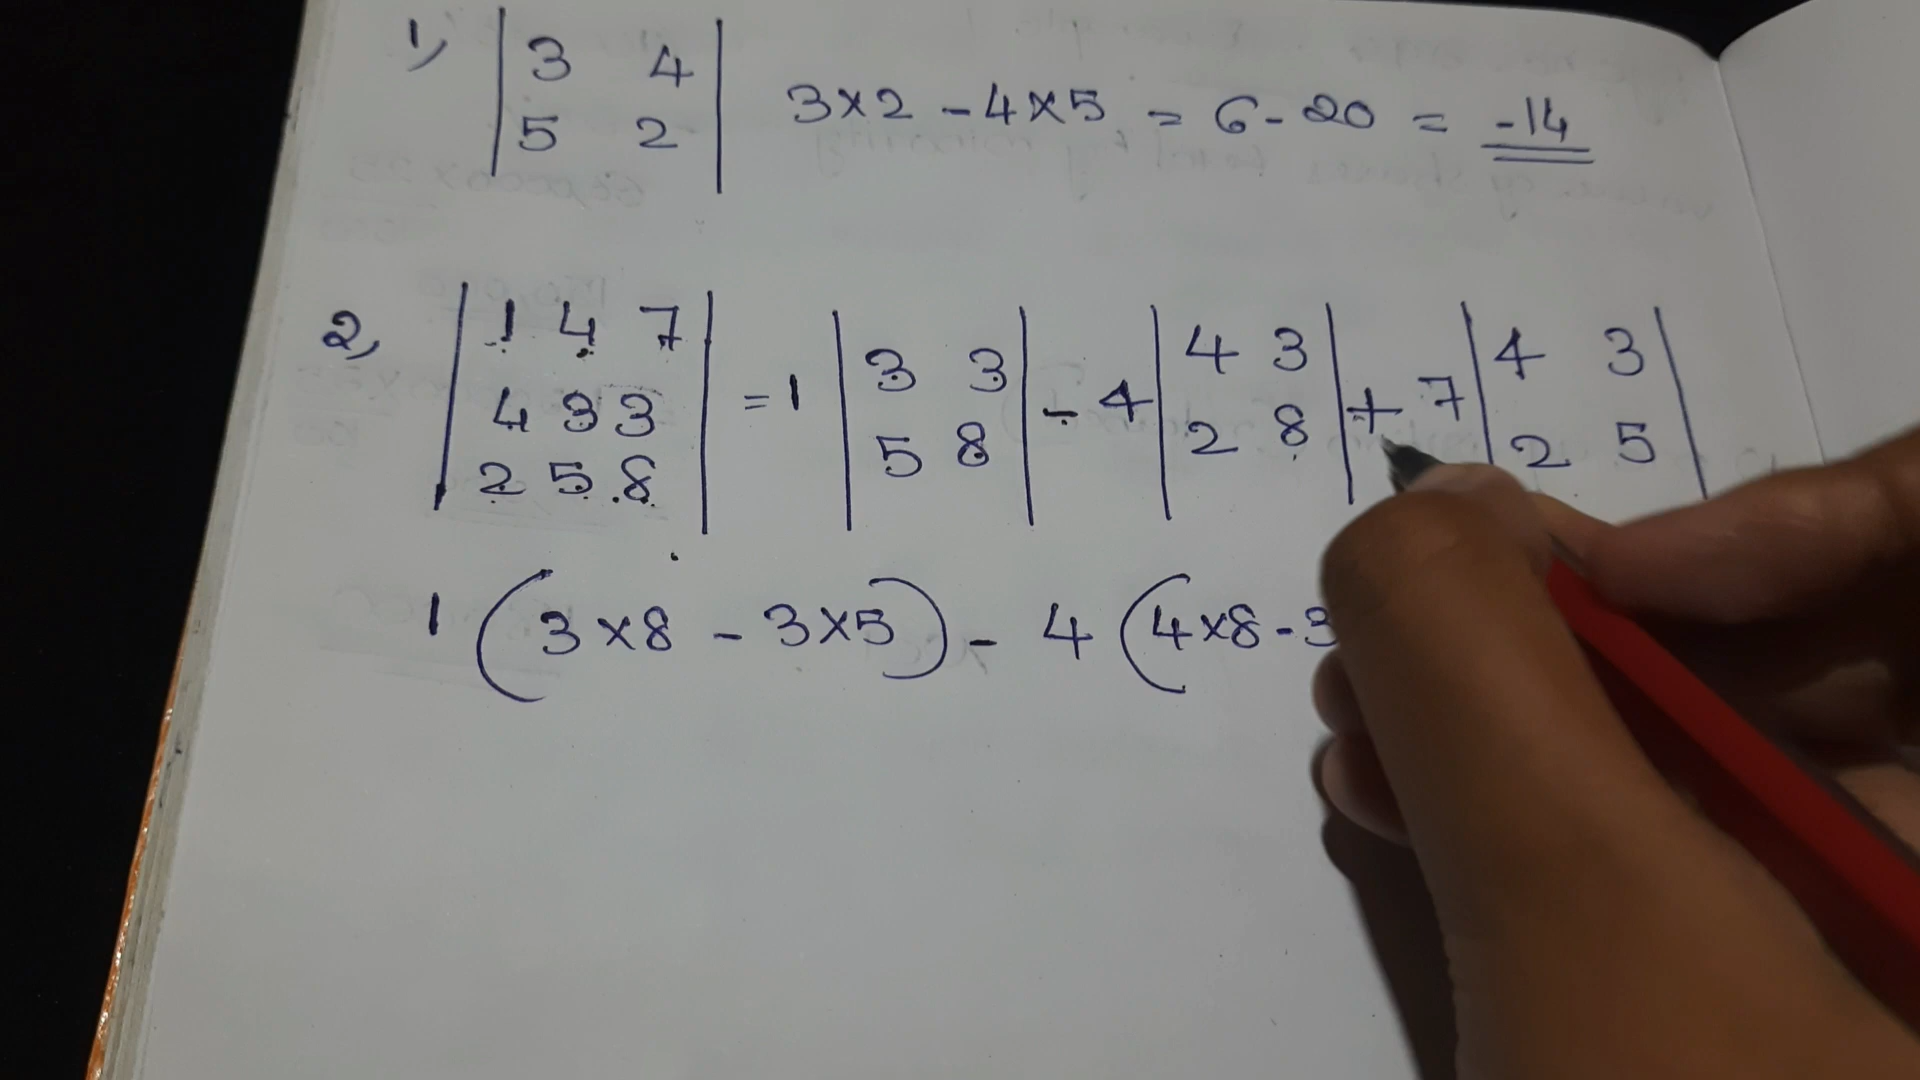 1, | 3 4 | 3×2 - 4×5 = 6 - 20 = -14
| 5 2 |
2, | 1 4 7 | = 1 | 3 3 | - 4 | 4 3 | + 7 | 4 3 |
| 4 3 3 | | 5 8 | | 2 8 | | 2 5 |
| 2 5 8 |
1 ( 3×8 - 3×5 ) - 4 ( 4×8 - 3